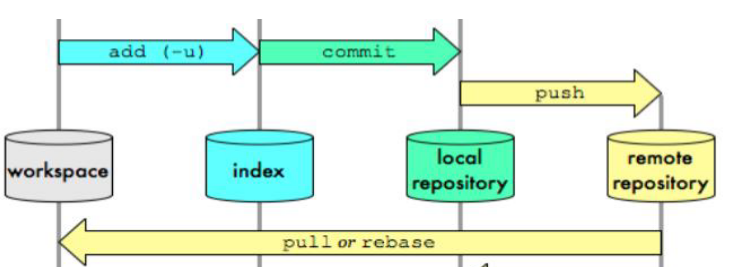 add (-u)
commit
push
workspace
index
local
repository
remote
repository
pull or rebase